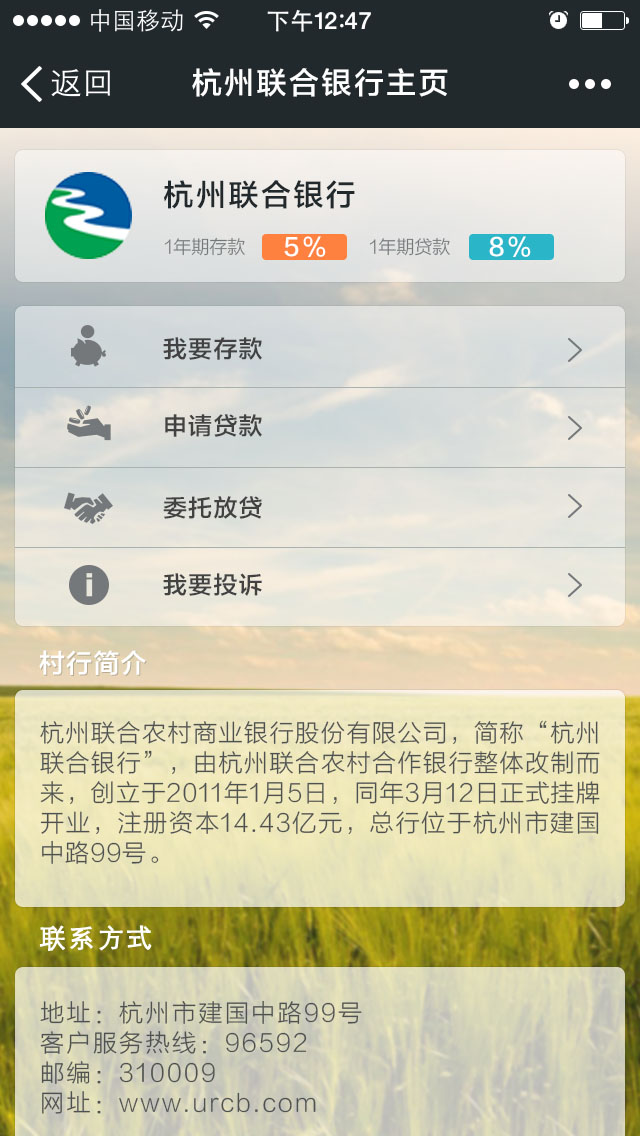 中国移动 下午12:47
返回 杭州联合银行主页
杭州联合银行
1年期存款 5% 1年期贷款 8%
我要存款
申请贷款
委托放贷
我要投诉
村行简介
杭州联合农村商业银行股份有限公司，简称“杭州
联合银行”，由杭州联合农村合作银行整体改制而
来，创立于2011年1月5日，同年3月12日正式挂牌
开业，注册资本14.43亿元，总行位于杭州市建国
中路99号。
联系方式
地址：杭州市建国中路99号
客户服务热线：96592
邮编：310009
网址：www.urcb.com